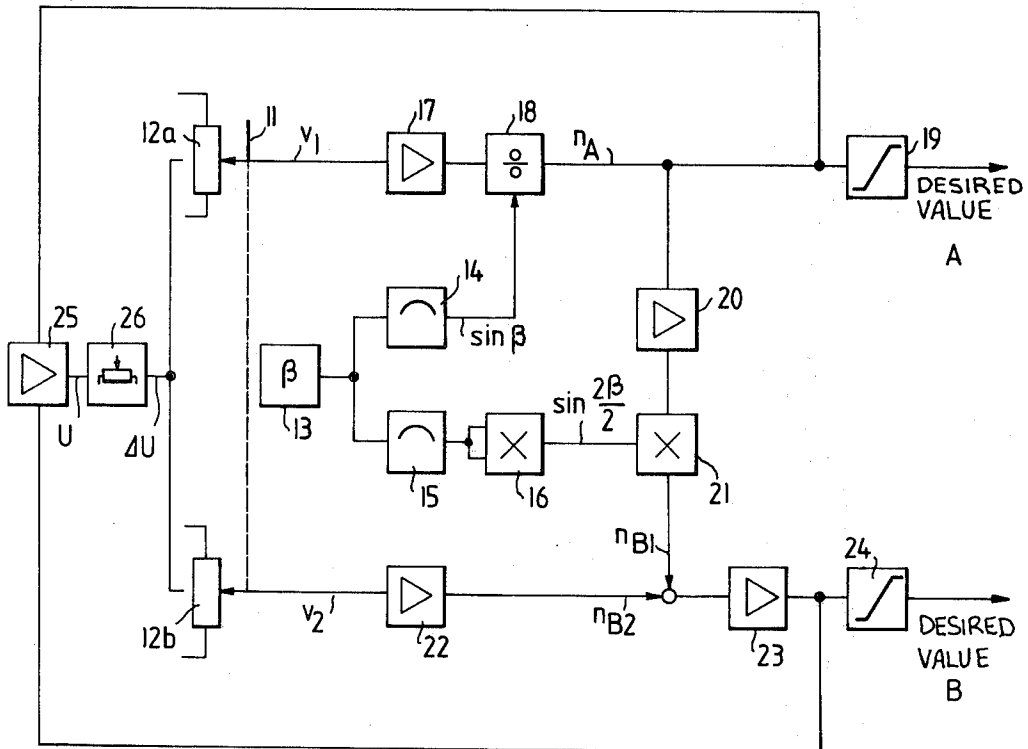 17
18
11
12a
V1
÷
nA
19
DESIRED
VALUE
A
14
sin β
20
25
26
β
13
U
ΔU
sin 2β/2
15
16
21
nB1
24
12b
V2
22
nB2
23
DESIRED
VALUE
B